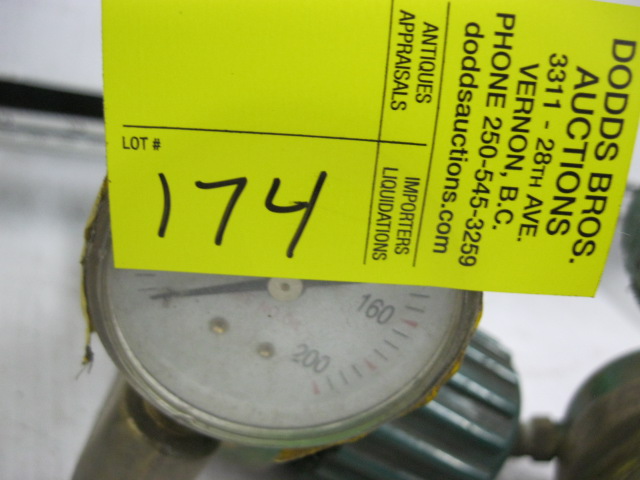 DODDS BROS.
AUCTIONS
3311 - 28TH AVE.
VERNON, B.C.
PHONE 250-545-3259
doddsauctions.com
ANTIQUES
APPRAISALS
IMPORTERS
LIQUIDATIONS
LOT #
174
160
200